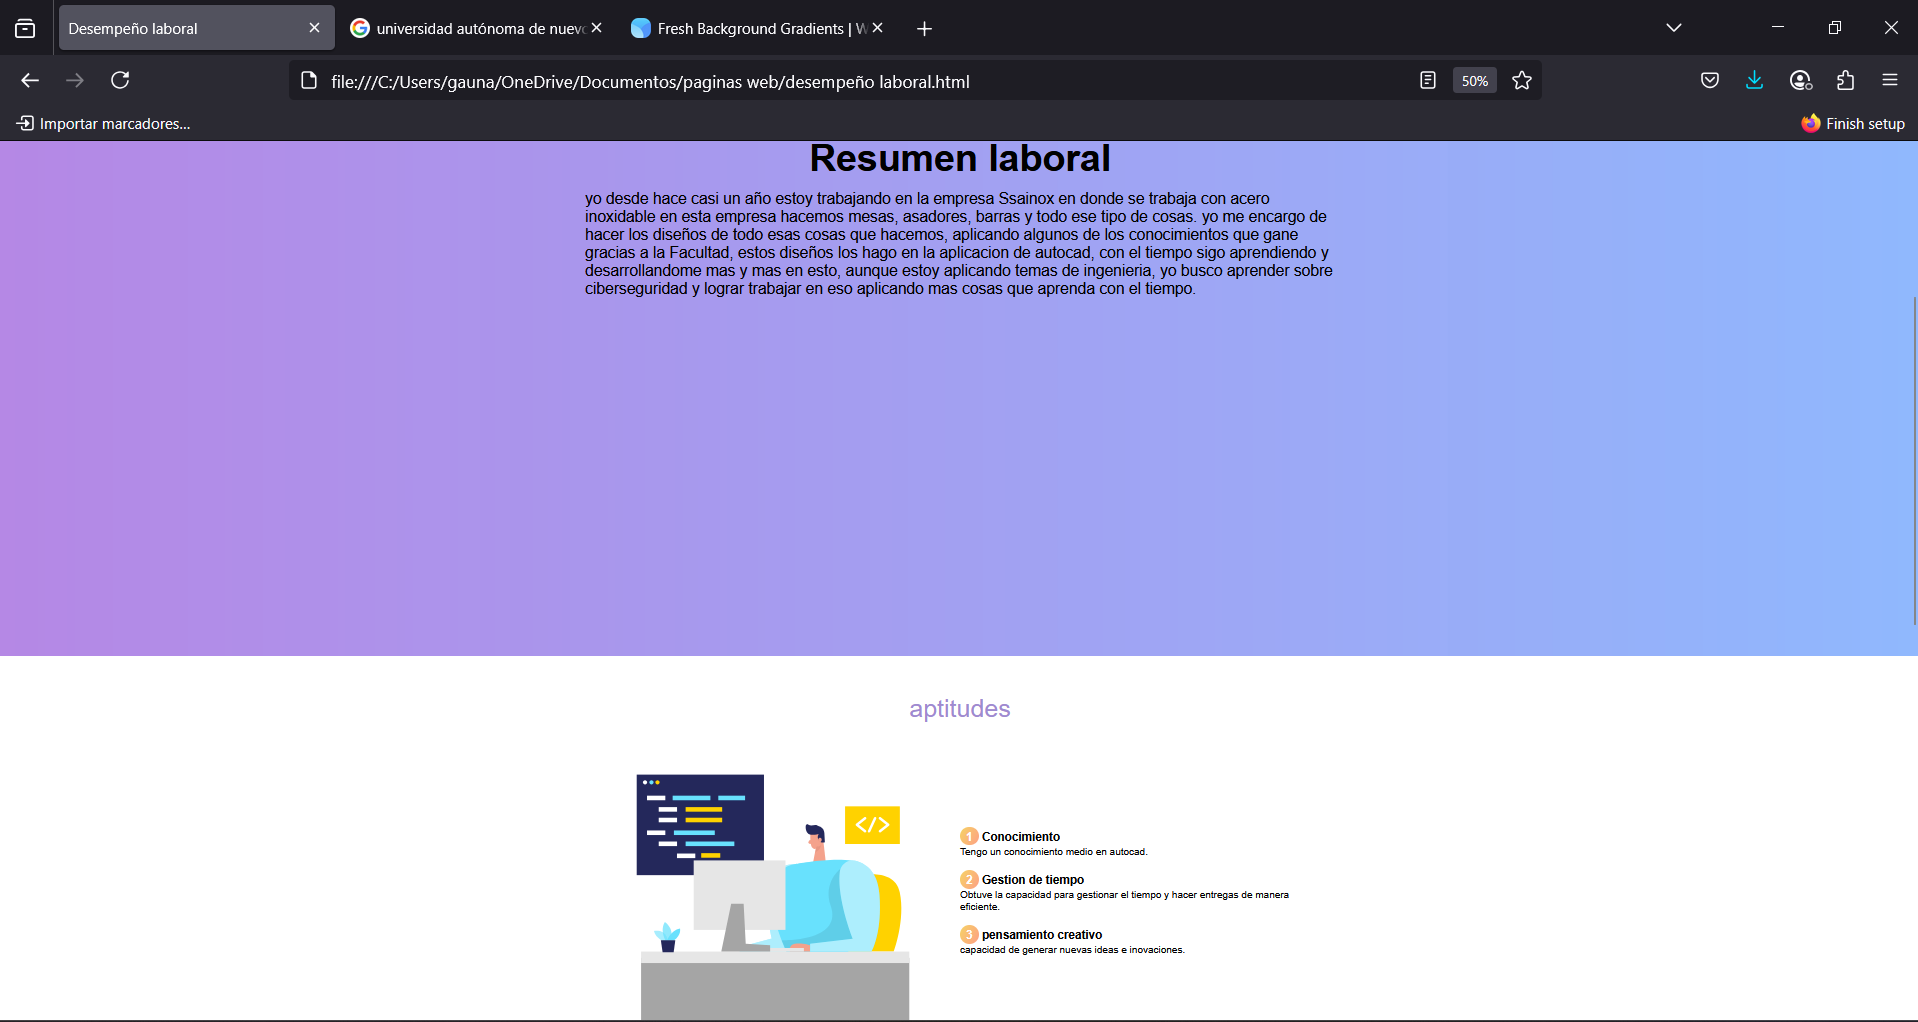 Desempeño laboral
universidad autónoma de nuevo
Fresh Background Gradients | W
file:///C:/Users/gauna/OneDrive/Documentos/paginas web/desempeño laboral.html
50%
Importar marcadores...
Finish setup
Resumen laboral
yo desde hace casi un año estoy trabajando en la empresa Ssainox en donde se trabaja con acero
inoxidable en esta empresa hacemos mesas, asadores, barras y todo ese tipo de cosas. yo me encargo de
hacer los diseños de todo esas cosas que hacemos, aplicando algunos de los conocimientos que gane
gracias a la Facultad, estos diseños los hago en la aplicacion de autocad, con el tiempo sigo aprendiendo y
desarrollandome mas y mas en esto, aunque estoy aplicando temas de ingenieria, yo busco aprender sobre
ciberseguridad y lograr trabajar en eso aplicando mas cosas que aprenda con el tiempo.
aptitudes
</>
1 Conocimiento
Tengo un conocimiento medio en autocad.
2 Gestion de tiempo
Obtuve la capacidad para gestionar el tiempo y hacer entregas de manera
eficiente.
3 pensamiento creativo
capacidad de generar nuevas ideas e inovaciones.